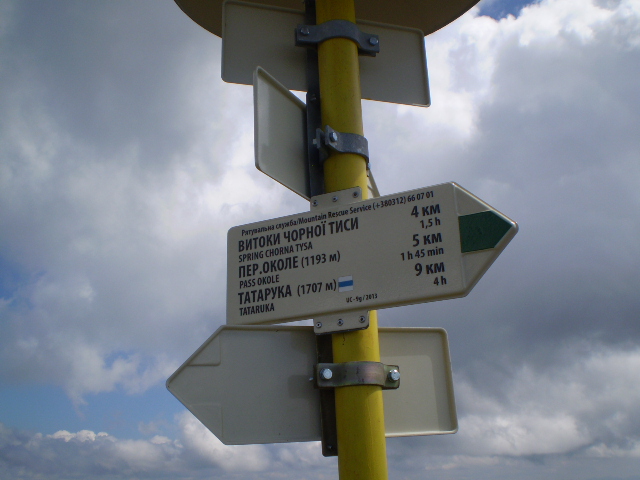 Рятувальна служба/Mountain Rescue Service (+380312) 66 07 01
ВИТОКИ ЧОРНОЇ ТИСИ 4 км
SPRING CHORNA TYSA 1,5 h
ПЕР.ОКОЛЕ (1193 м) 5 км
PASS OKOLE 1 h 45 min
ТАТАРУКА (1707 м) 9 км
TATARUKA 4 h
UC - 9g / 2013